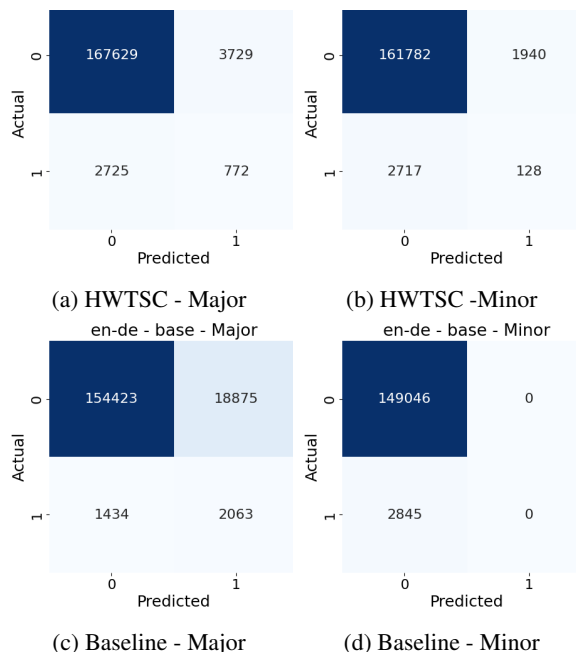 0 167629 3729 0 161782 1940
Actual Actual
1 2725 772 1 2717 128
0 1 0 1
Predicted Predicted
(a) HWTSC - Major (b) HWTSC -Minor
en-de - base - Major en-de - base - Minor
0 154423 18875 0 149046 0
Actual Actual
1 1434 2063 1 2845 0
0 1 0 1
Predicted Predicted
(c) Baseline - Major (d) Baseline - Minor